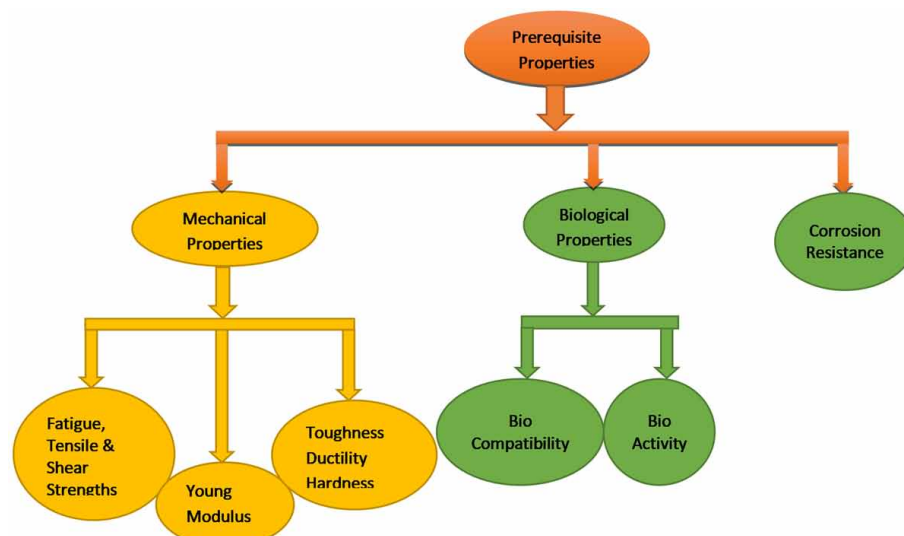 Prerequisite
Properties
Mechanical
Properties
Biological
Properties
Corrosion
Resistance
Fatigue,
Tensile &
Shear
Strengths
Young
Modulus
Toughness
Ductility
Hardness
Bio
Compatibility
Bio
Activity